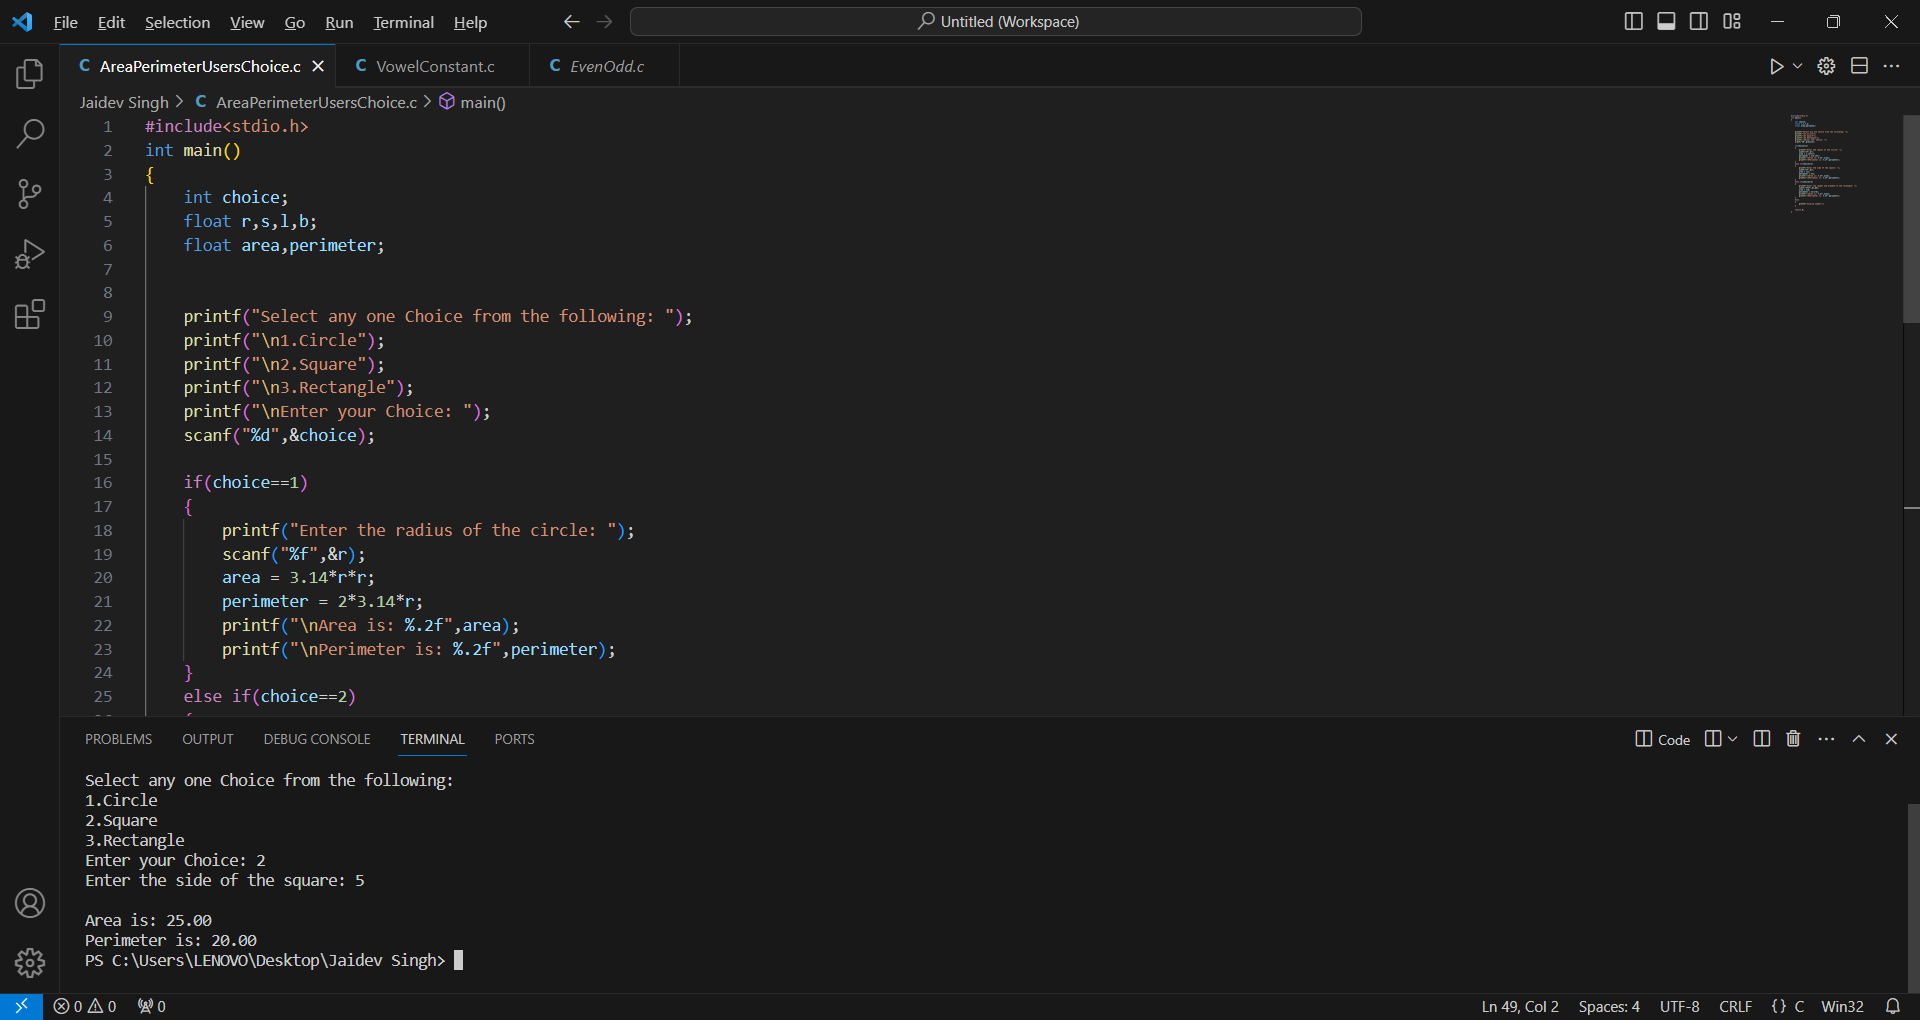 File Edit Selection View Go Run Terminal Help Untitled (Workspace)
AreaPerimeterUsersChoice.c VowelConstant.c EvenOdd.c
Jaidev Singh > AreaPerimeterUsersChoice.c > main()
1 #include<stdio.h>
2 int main()
3 {
4 int choice;
5 float r,s,l,b;
6 float area,perimeter;
7
8
9 printf("Select any one Choice from the following: ");
10 printf("\n1.Circle");
11 printf("\n2.Square");
12 printf("\n3.Rectangle");
13 printf("\nEnter your Choice: ");
14 scanf("%d",&choice);
15
16 if(choice==1)
17 {
18 printf("Enter the radius of the circle: ");
19 scanf("%f",&r);
20 area = 3.14*r*r;
21 perimeter = 2*3.14*r;
22 printf("\nArea is: %.2f",area);
23 printf("\nPerimeter is: %.2f",perimeter);
24 }
25 else if(choice==2)
PROBLEMS OUTPUT DEBUG CONSOLE TERMINAL PORTS Code
Select any one Choice from the following:
1.Circle
2.Square
3.Rectangle
Enter your Choice: 2
Enter the side of the square: 5
Area is: 25.00
Perimeter is: 20.00
PS C:\Users\LENOVO\Desktop\Jaidev Singh>
0 0 0 Ln 49, Col 2 Spaces: 4 UTF-8 CRLF {} C Win32